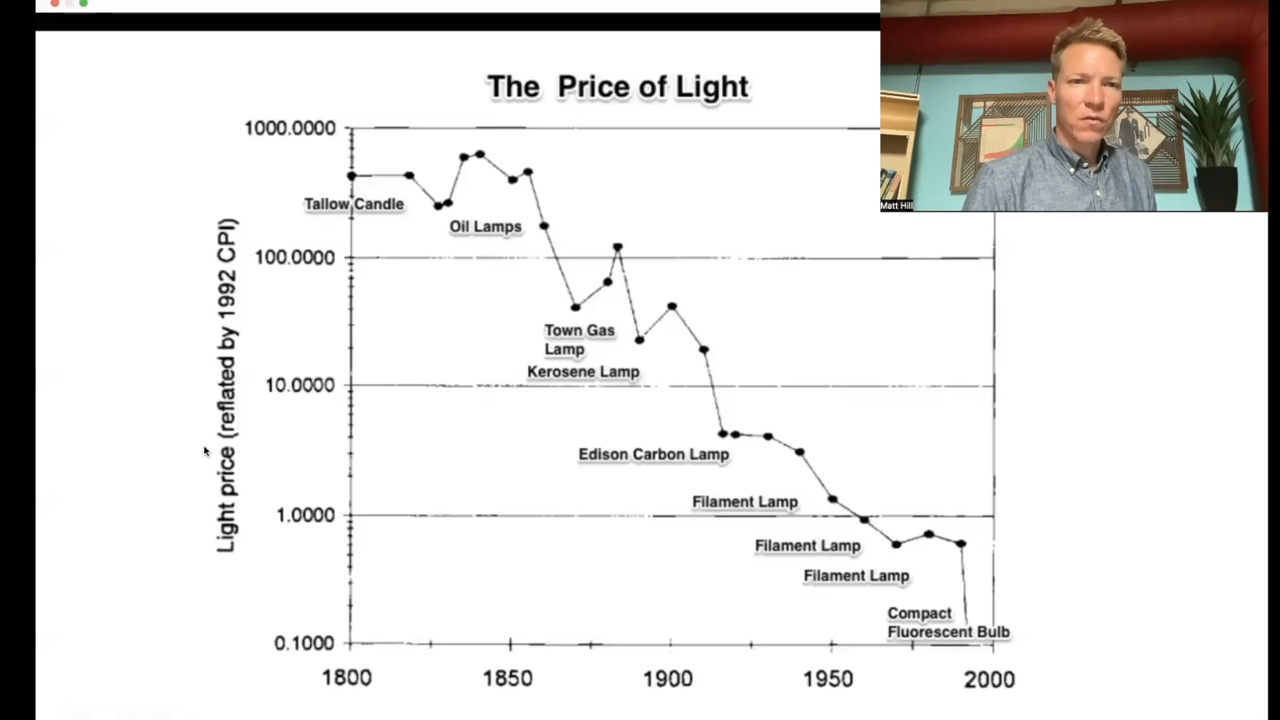 The Price of Light
Matt Hill
1000.0000
Tallow Candle
Oil Lamps
100.0000
Town Gas
Lamp
Kerosene Lamp
10.0000
Edison Carbon Lamp
Filament Lamp
1.0000
Filament Lamp
Filament Lamp
Compact
Fluorescent Bulb
0.1000
Light price (reflated by 1992 CPI)
1800
1850
1900
1950
2000